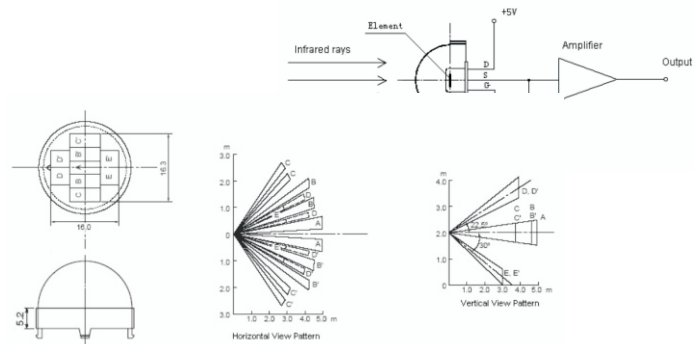 +5V
Element
Infrared rays
Amplifier
Output
D
S
G
C'
D D' B B' E' E
A
C B
16.3
16.0
5.2
m
3.0
2.0
1.0
0
1.0
2.0
3.0
C
C
B
D
B
E
D
A
A
E'
D'
B'
D'
B'
C'
C'
1.0 2.0 3.0 4.0 5.0 m
Horizontal View Pattern
m
4.0
3.0
2.0
1.0
0
D, D'
C B
C' B' A
22.5°
30°
E, E'
1.0 2.0 3.0 4.0 5.0 m
Vertical View Pattern